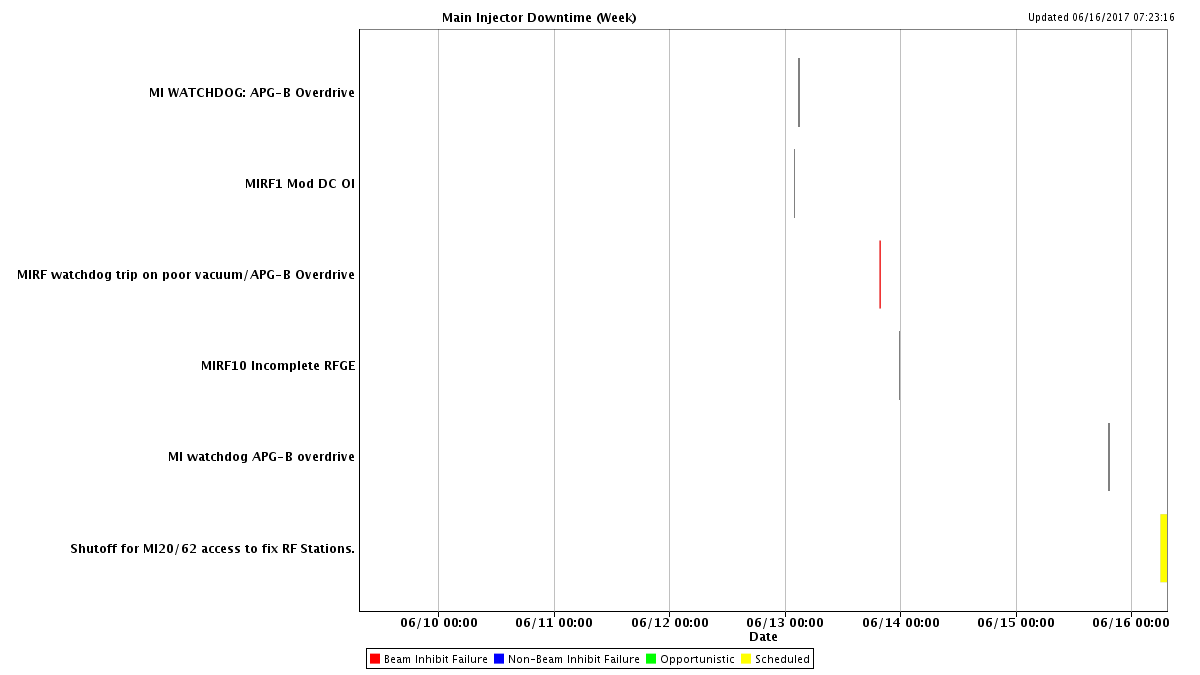 Main Injector Downtime (Week)
Updated 06/16/2017 07:23:16
MI WATCHDOG: APG-B Overdrive
MIRF1 Mod DC OI
MIRF watchdog trip on poor vacuum/APG-B Overdrive
MIRF10 Incomplete RFGE
MI watchdog APG-B overdrive
Shutoff for MI20/62 access to fix RF Stations.
06/10 00:00 06/11 00:00 06/12 00:00 06/13 00:00 06/14 00:00 06/15 00:00 06/16 00:00
Date
Beam Inhibit Failure Non-Beam Inhibit Failure Opportunistic Scheduled